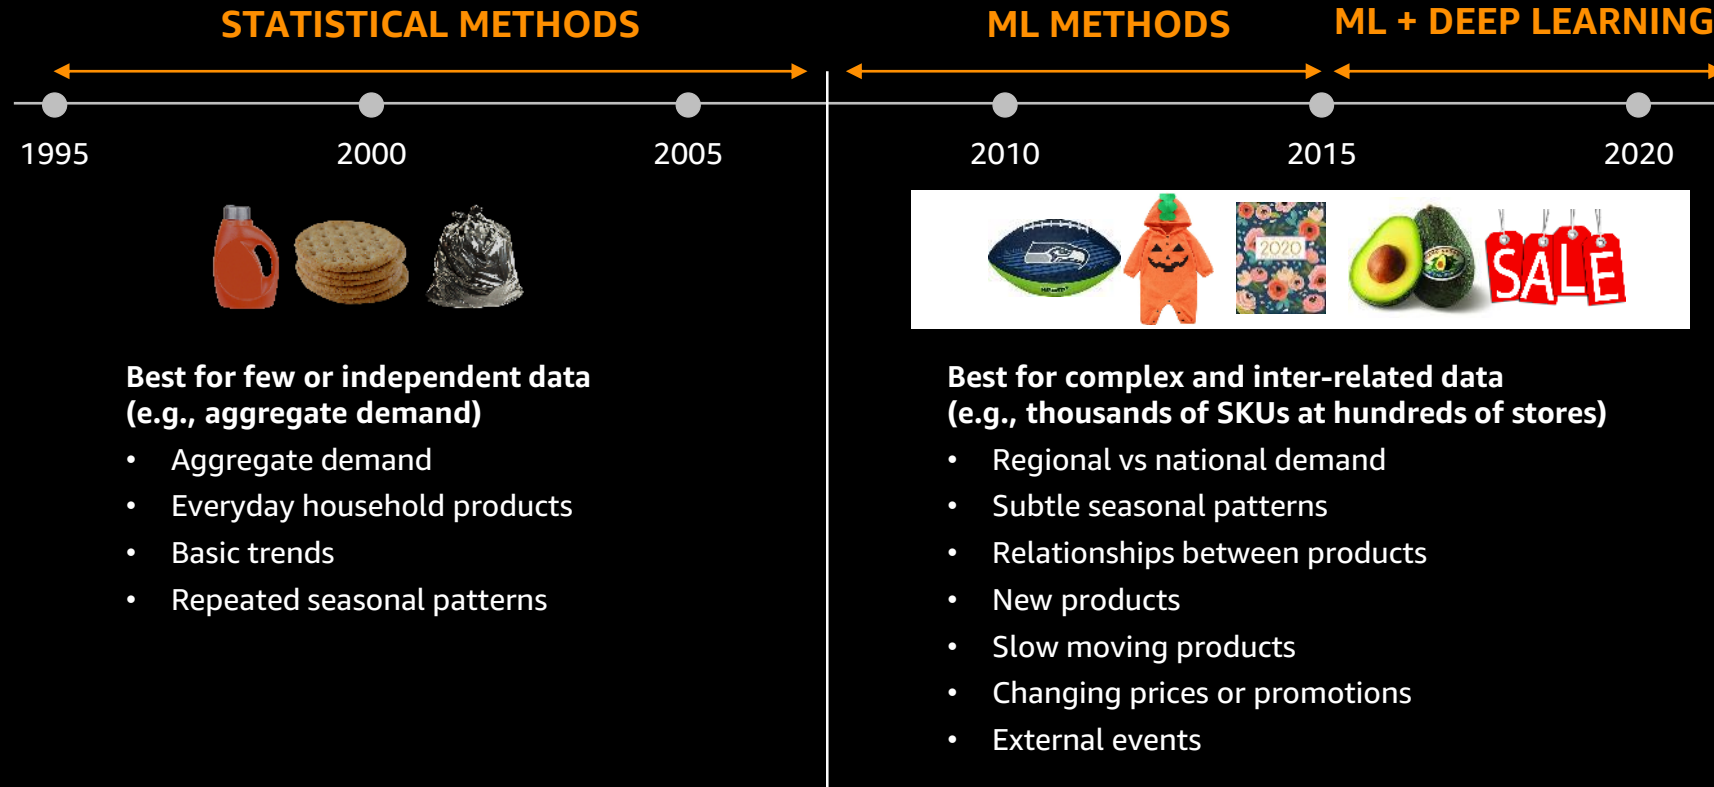 STATISTICAL METHODS
ML METHODS
ML + DEEP LEARNING
1995
2000
2005
2010
2015
2020
2020
SALE
Best for few or independent data
(e.g., aggregate demand)
• Aggregate demand
• Everyday household products
• Basic trends
• Repeated seasonal patterns
Best for complex and inter-related data
(e.g., thousands of SKUs at hundreds of stores)
• Regional vs national demand
• Subtle seasonal patterns
• Relationships between products
• New products
• Slow moving products
• Changing prices or promotions
• External events